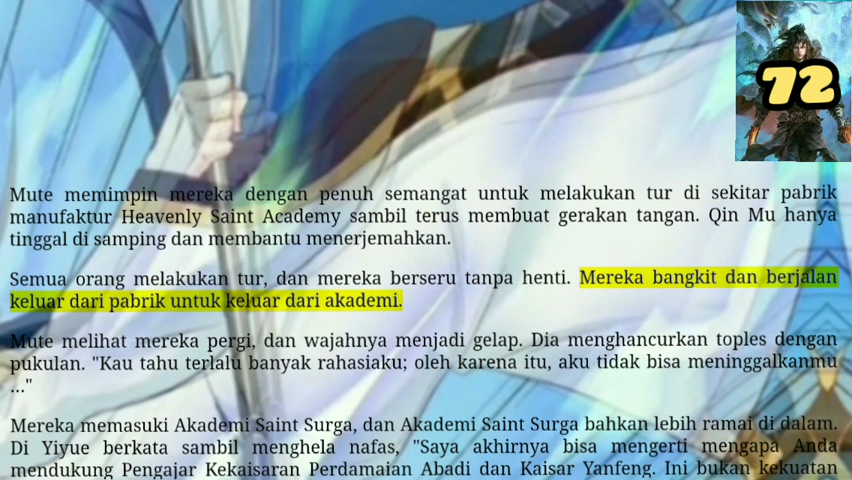 72
Mute memimpin mereka dengan penuh semangat untuk melakukan tur di sekitar pabrik
manufaktur Heavenly Saint Academy sambil terus membuat gerakan tangan. Qin Mu hanya
tinggal di samping dan membantu menerjemahkan.
Semua orang melakukan tur, dan mereka berseru tanpa henti. Mereka bangkit dan berjalan
keluar dari pabrik untuk keluar dari akademi.
Mute melihat mereka pergi, dan wajahnya menjadi gelap. Dia menghancurkan toples dengan
pukulan. "Kau tahu terlalu banyak rahasiaku; oleh karena itu, aku tidak bisa meninggalkanmu
..."
Mereka memasuki Akademi Saint Surga, dan Akademi Saint Surga bahkan lebih ramai di dalam.
Di Yiyue berkata sambil menghela nafas, "Saya akhirnya bisa mengerti mengapa Anda
mendukung Pengajar Kekaisaran Perdamaian Abadi dan Kaisar Yanfeng. Ini bukan kekuatan